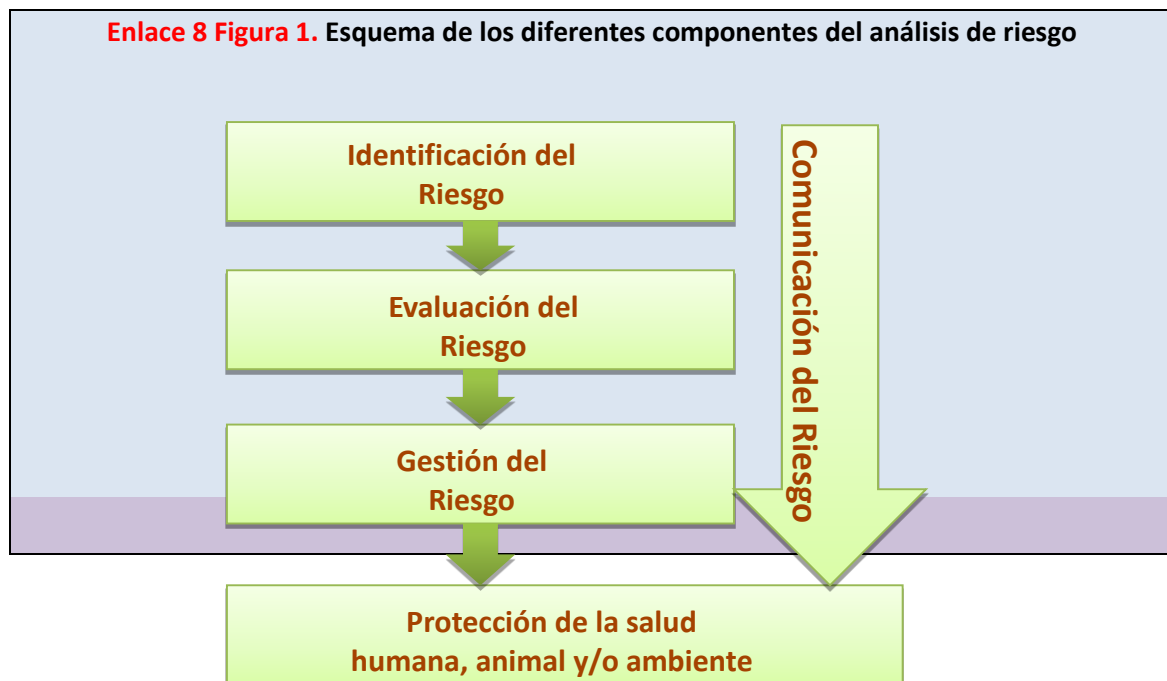 Enlace 8 Figura 1. Esquema de los diferentes componentes del análisis de riesgo
Identificación del
Riesgo
Evaluación del
Riesgo
Gestión del
Riesgo
Comunicación del Riesgo
Protección de la salud
humana, animal y/o ambiente